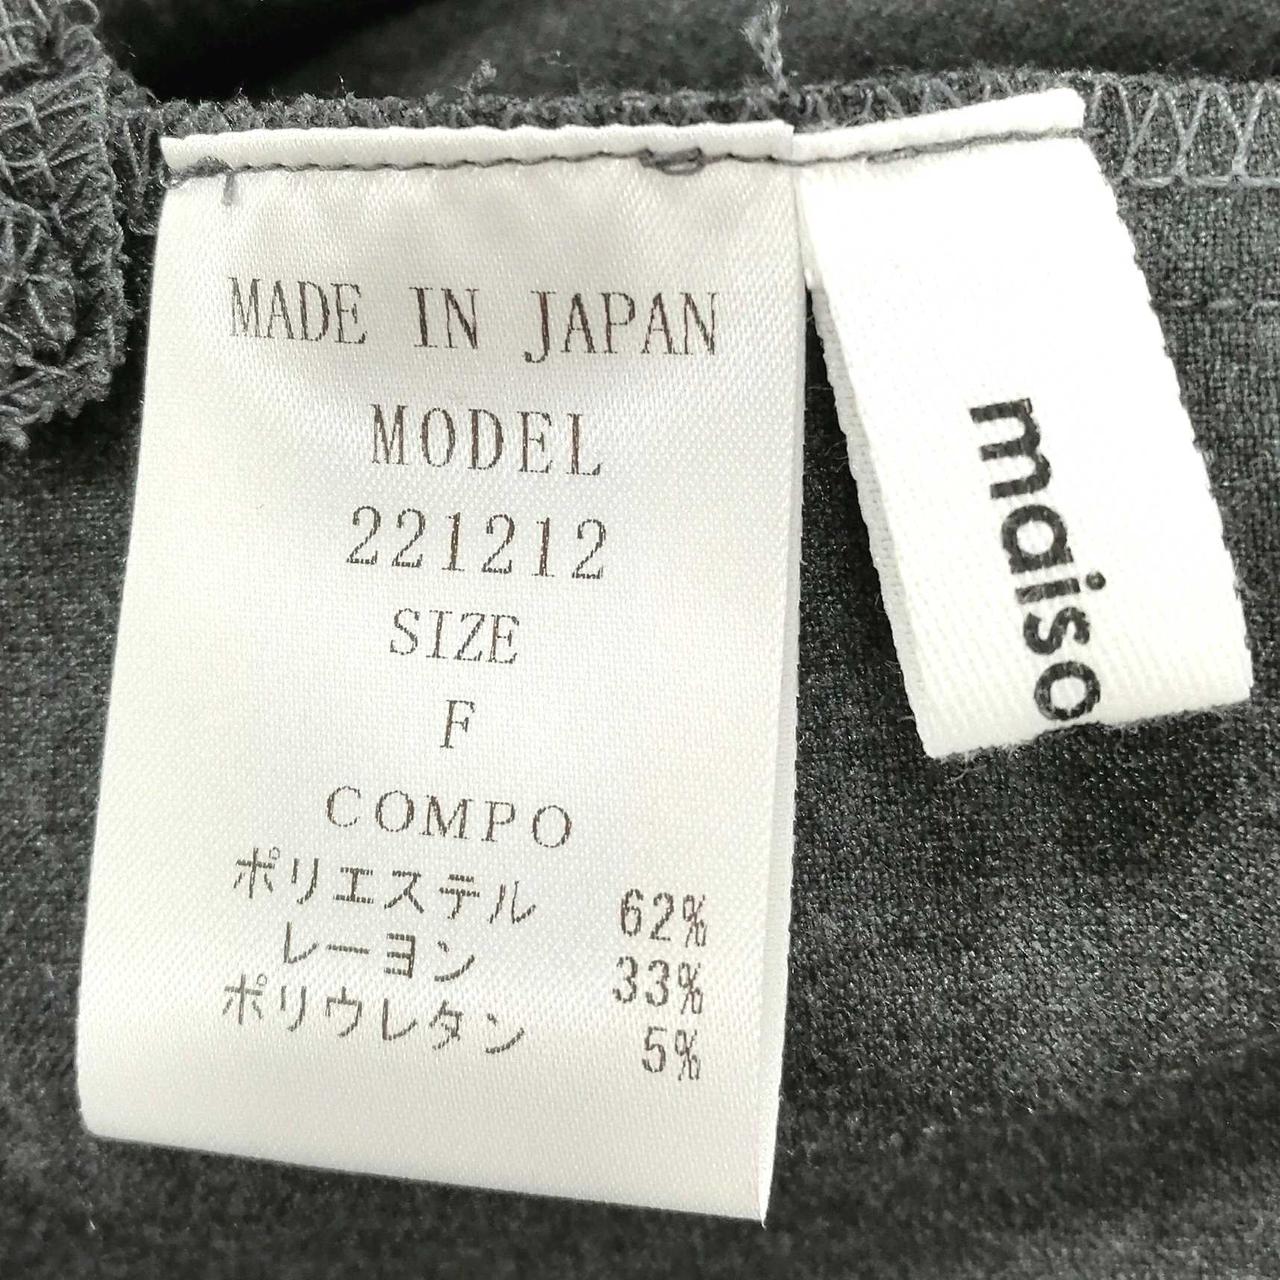 MADE IN JAPAN
MODEL
221212
SIZE
F
COMPO
ポリエステル 62%
レーヨン 33%
ポリウレタン 5%
maiso